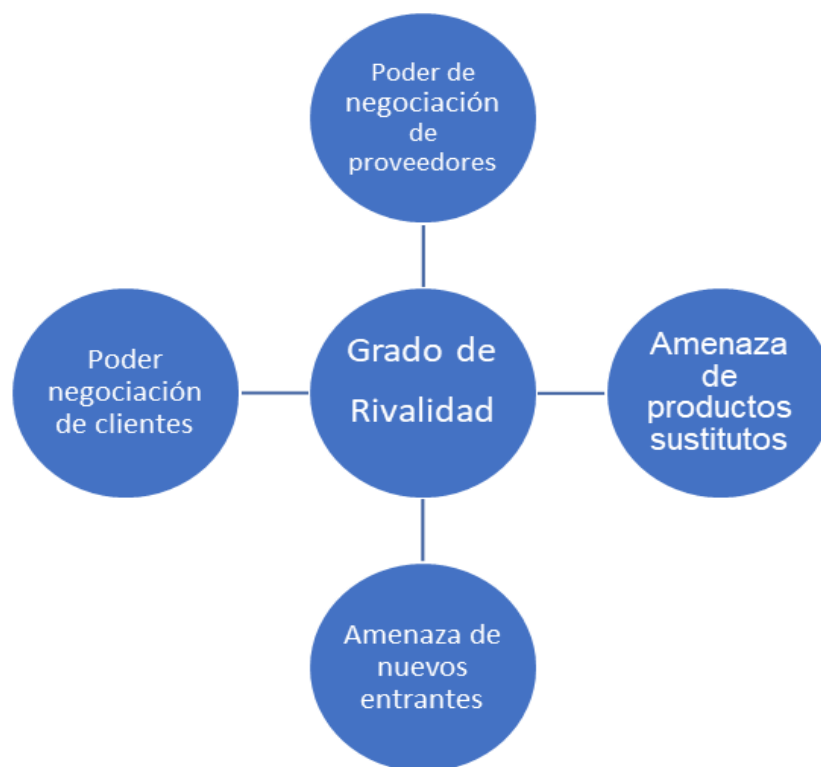 Poder de
negociación
de
proveedores
Poder
negociación
de clientes
Grado de
Rivalidad
Amenaza
de
productos
sustitutos
Amenaza de
nuevos
entrantes